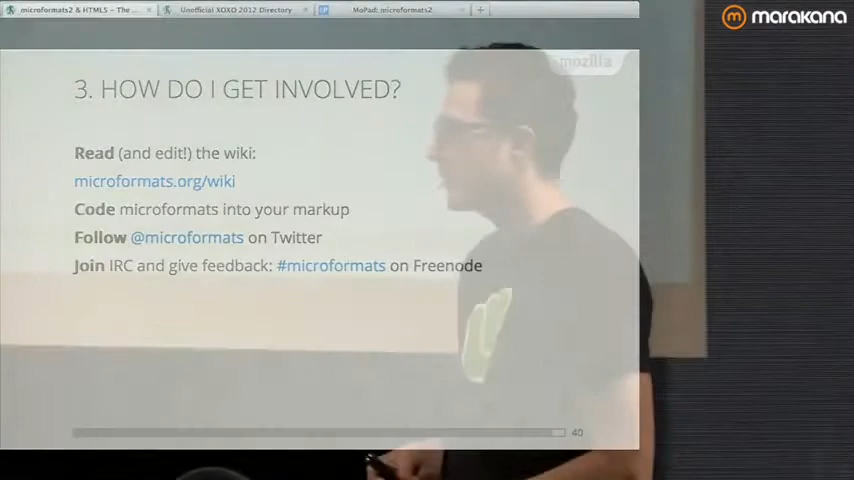 microformats2 & HTML5 – The ...
Unofficial XOXO 2012 Directory
MoPad: microformats2
marakana
mozilla
3. HOW DO I GET INVOLVED?
Read (and edit!) the wiki:
microformats.org/wiki
Code microformats into your markup
Follow @microformats on Twitter
Join IRC and give feedback: #microformats on Freenode
40